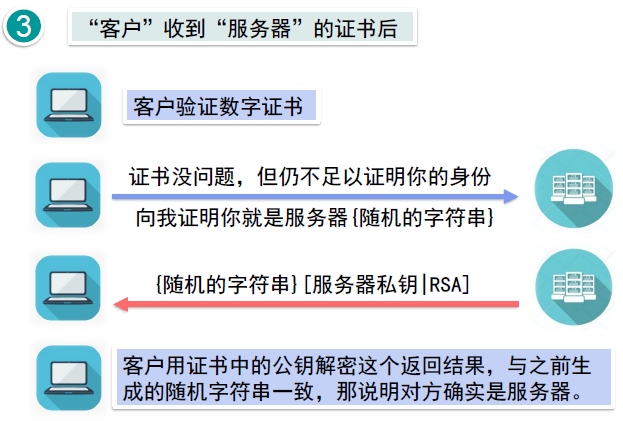 3
“客户”收到“服务器”的证书后
客户验证数字证书
证书没问题，但仍不足以证明你的身份
向我证明你就是服务器{随机的字符串}
{随机的字符串}[服务器私钥|RSA]
客户用证书中的公钥解密这个返回结果，与之前生
成的随机字符串一致，那说明对方确实是服务器。